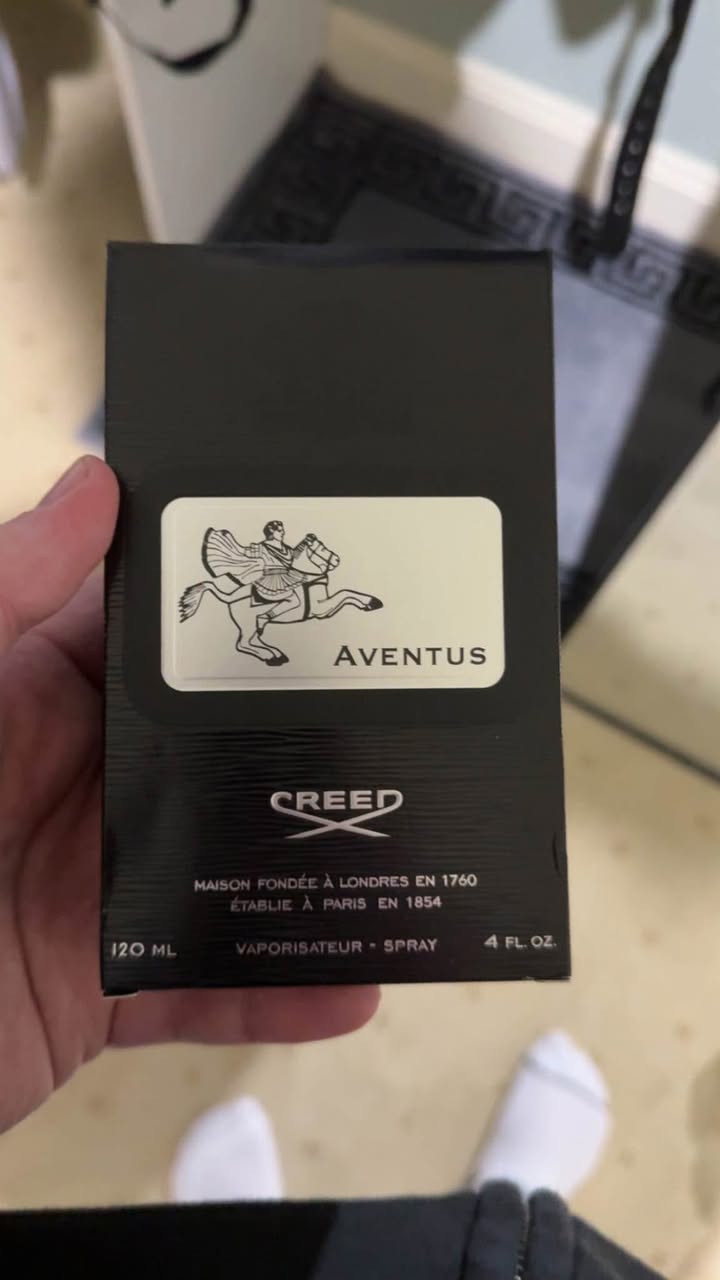 AVENTUS
CREED
MAISON FONDÉE À LONDRES EN 1760
ÉTABLIE À PARIS EN 1854
120 ML VAPORISATEUR - SPRAY 4 FL. OZ.